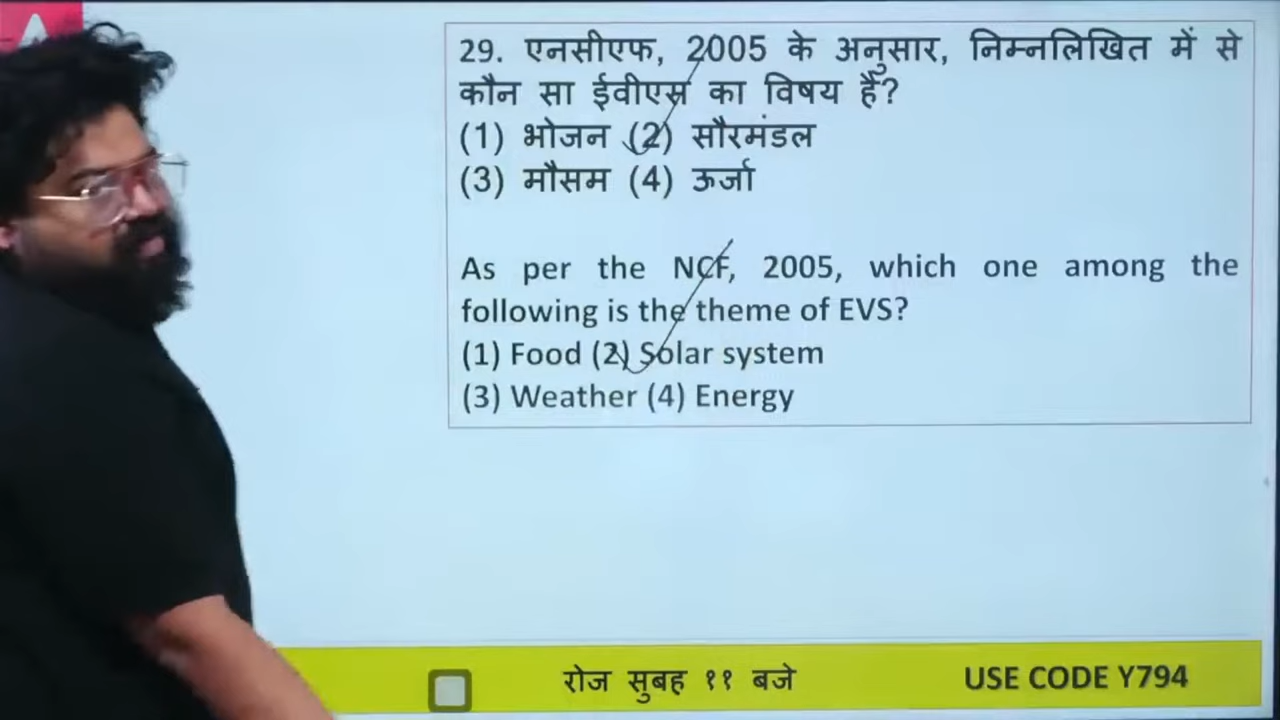 29. एनसीएफ, 2005 के अनुसार, निम्नलिखित में से
कौन सा ईवीएस का विषय हैं?
(1) भोजन (2) सौरमंडल
(3) मौसम (4) ऊर्जा
As per the NCF, 2005, which one among the
following is the theme of EVS?
(1) Food (2) Solar system
(3) Weather (4) Energy
रोज सुबह ११ बजे USE CODE Y794